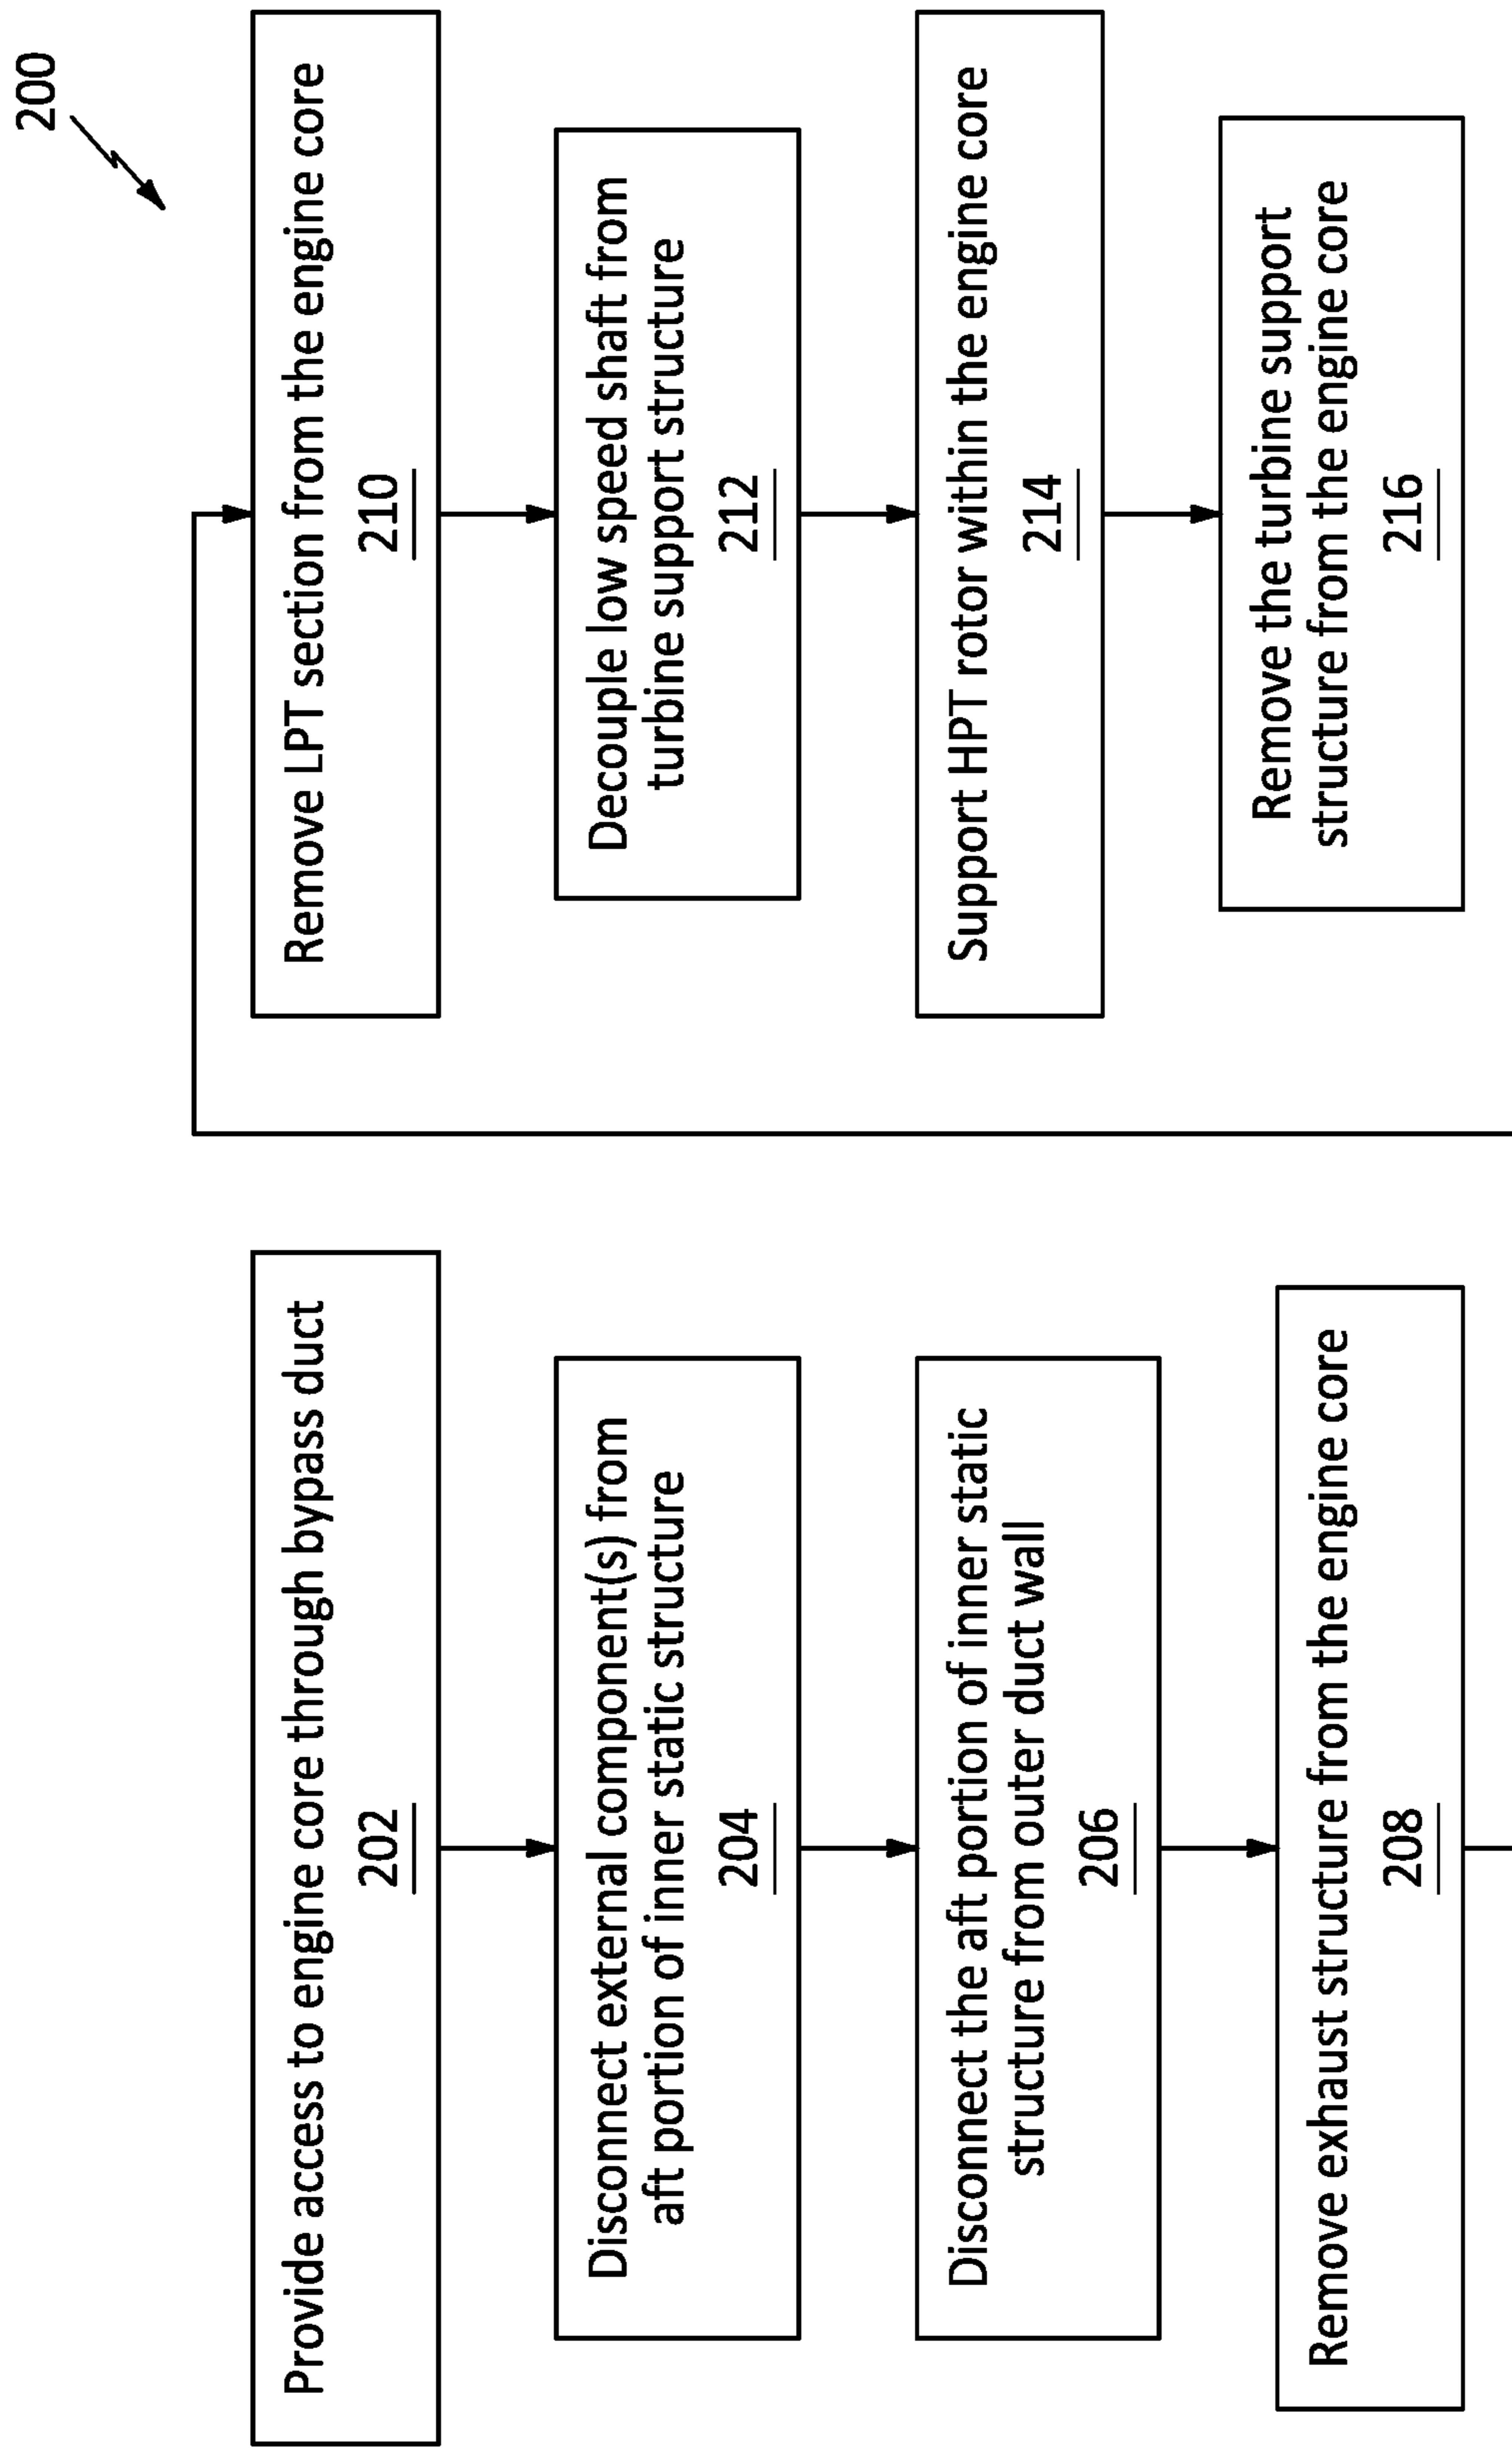 200
Provide access to engine core through bypass duct
202
Disconnect external component(s) from
aft portion of inner static structure
204
Disconnect the aft portion of inner static
structure from outer duct wall
206
Remove exhaust structure from the engine core
208
Remove LPT section from the engine core
210
Decouple low speed shaft from
turbine support structure
212
Support HPT rotor within the engine core
214
Remove the turbine support
structure from the engine core
216